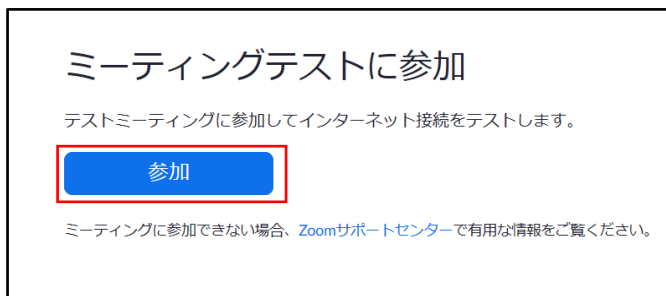 ミーティングテストに参加
テストミーティングに参加してインターネット接続をテストします。
参加
ミーティングに参加できない場合、Zoomサポートセンターで有用な情報をご覧ください。